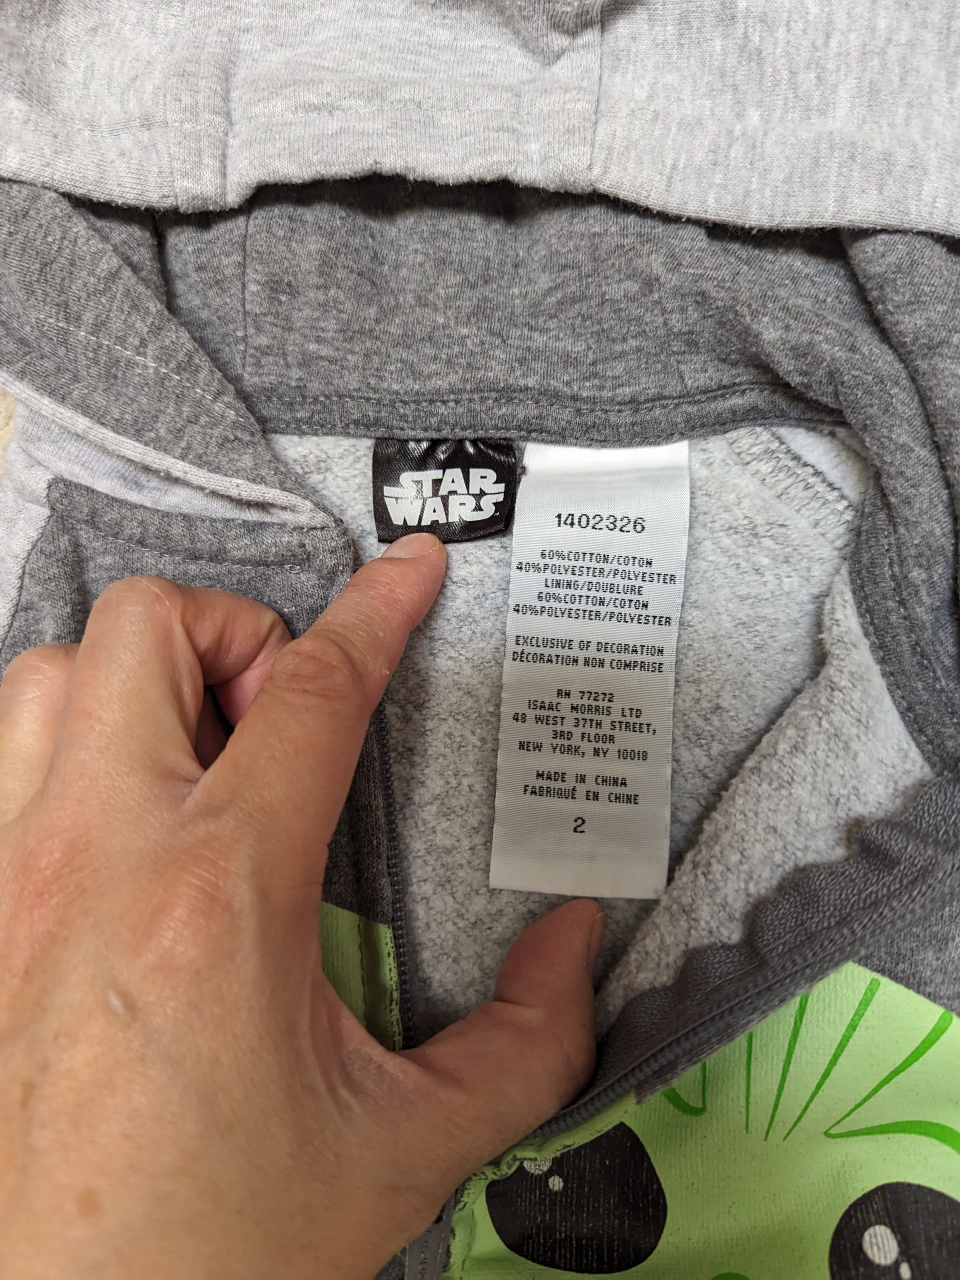 STAR
WARS
1402326
60%COTTON/COTON
40%POLYESTER/POLYESTER
LINING/DOUBLURE
60%COTTON/COTON
40%POLYESTER/POLYESTER
EXCLUSIVE OF DECORATION
DÉCORATION NON COMPRISE
RN 77272
ISAAC MORRIS LTD
48 WEST 37TH STREET,
3RD FLOOR
NEW YORK, NY 10018
MADE IN CHINA
FABRIQUÉ EN CHINE
2